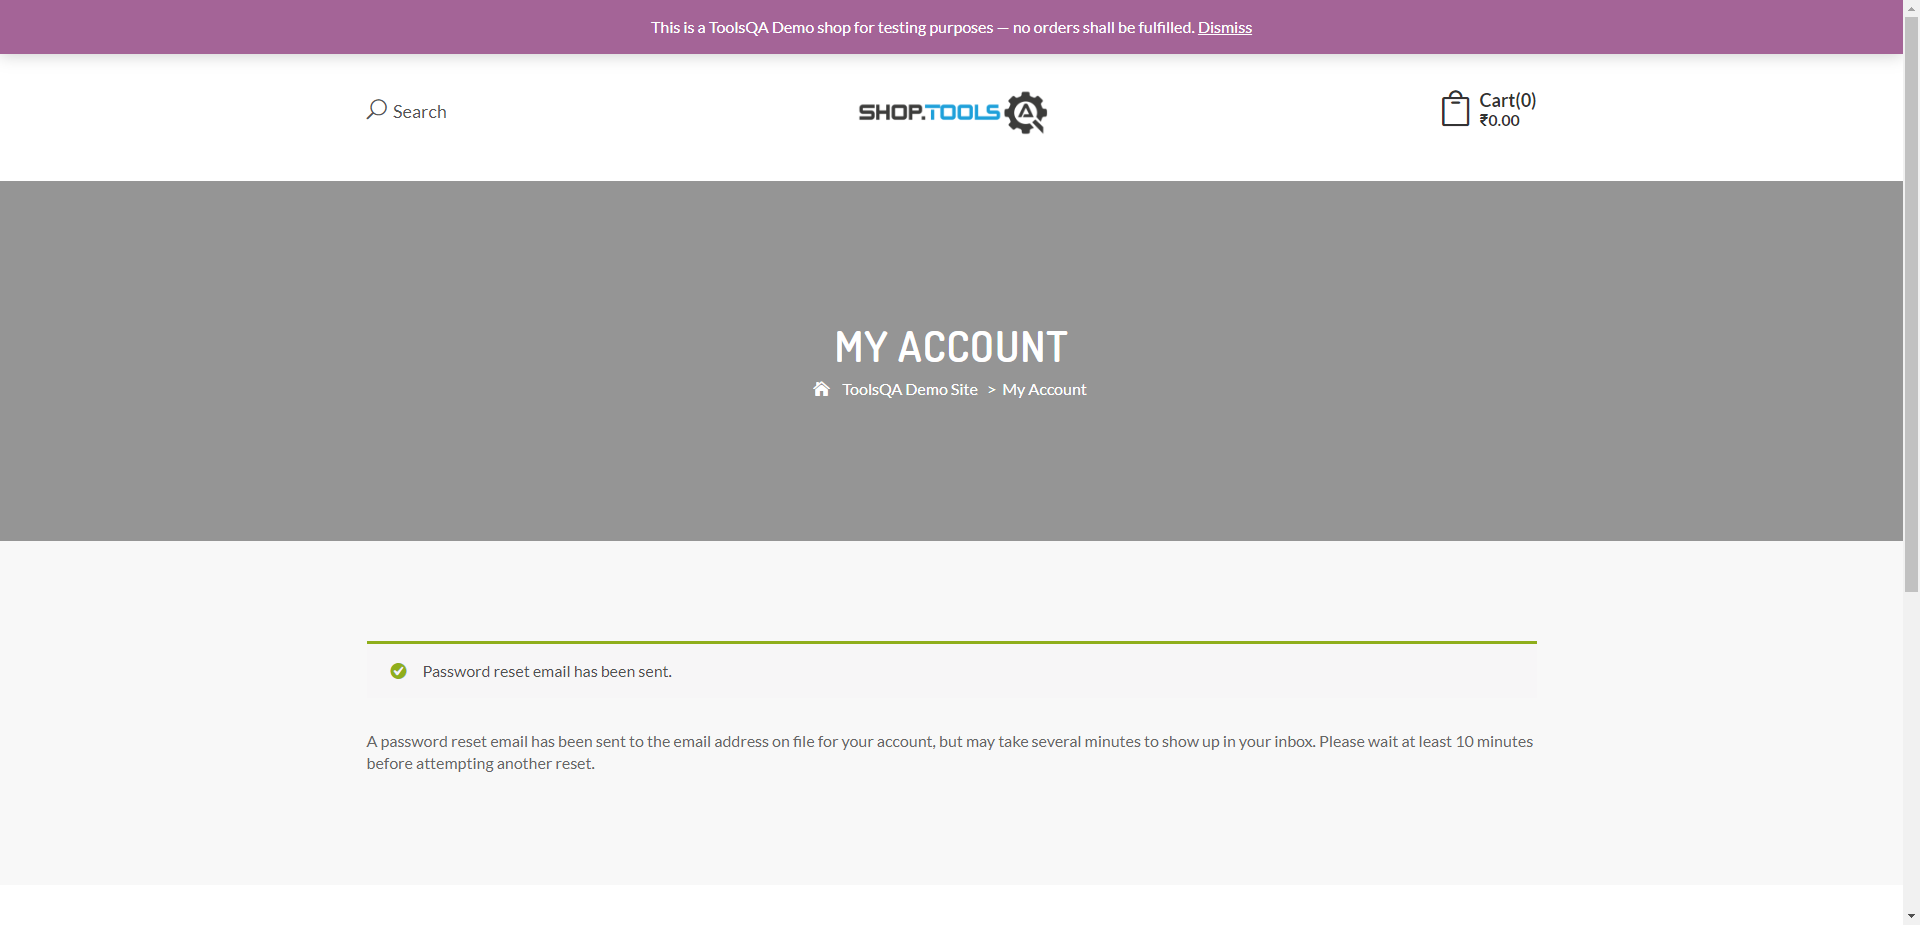 This is a ToolsQA Demo shop for testing purposes — no orders shall be fulfilled. Dismiss
Search
SHOP.TOOLS
Cart(0)
₹0.00
MY ACCOUNT
ToolsQA Demo Site > My Account
Password reset email has been sent.
A password reset email has been sent to the email address on file for your account, but may take several minutes to show up in your inbox. Please wait at least 10 minutes
before attempting another reset.